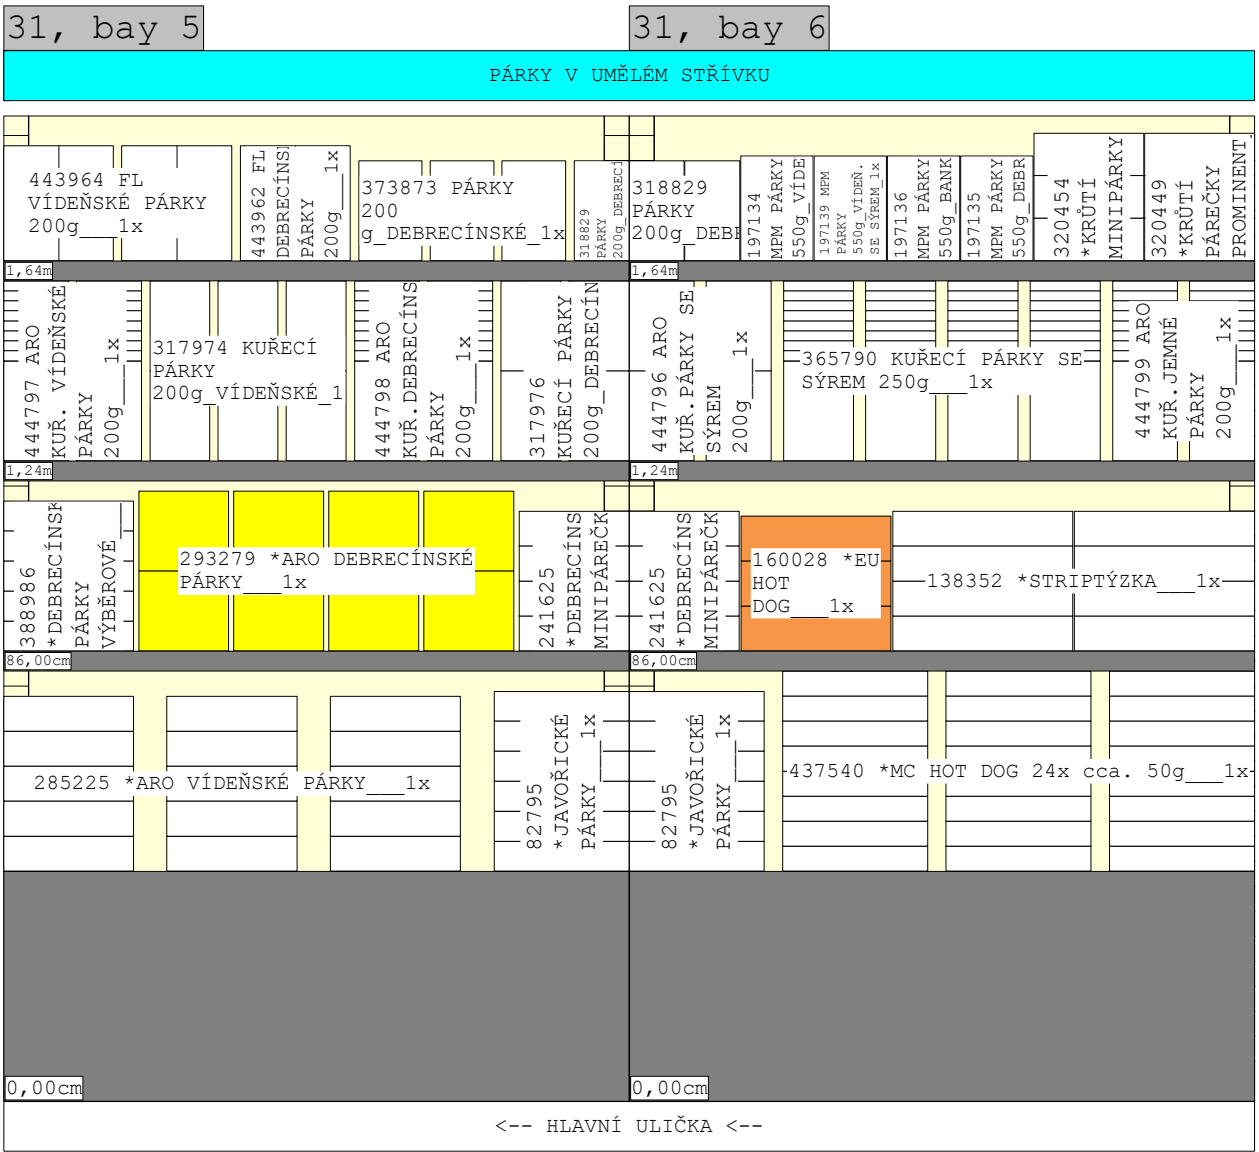 31, bay 5
31, bay 6
PÁRKY V UMĚLÉM STŘÍVKU
443964 FL
VÍDEŇSKÉ PÁRKY
200g___1x
443962 FL
DEBRECÍNS
PÁRKY
200g___1x
373873 PÁRKY
200
g_DEBRECÍNSKÉ_1x
318829
PÁRKY
200g_DEBRECÍ
318829
PÁRKY
200g_DEB
197134
MPM PÁRKY
550g_VÍDE
197139 MPM
PÁRKY
550g_VÍDEŇ.
SE SÝREM_1x
197136
MPM PÁRKY
550g_BANK
197135
MPM PÁRKY
550g_DEBR
320454
*KRŮTÍ
MINIPÁRKY
320449
*KRŮTÍ
PÁREČKY
PROMINENT
1,64m
1,64m
444797 ARO
KUŘ. VÍDEŇSKÉ
PÁRKY
200g___1x
317974 KUŘECÍ
PÁRKY
200g_VÍDEŇSKÉ_1
444798 ARO
KUŘ.DEBRECÍNS
PÁRKY
200g___1x
317976
KUŘECÍ PÁRKY
200g_DEBRECÍN
444796 ARO
KUŘ.PÁRKY SE
SÝREM
200g___1x
365790 KUŘECÍ PÁRKY SE
SÝREM 250g___1x
444799 ARO
KUŘ.JEMNÉ
PÁRKY
200g___1x
1,24m
1,24m
388986
*DEBRECÍNSK
PÁRKY
VÝBĚROVÉ___
293279 *ARO DEBRECÍNSKÉ
PÁRKY___1x
241625
*DEBRECÍNS
MINIPÁREČK
241625
*DEBRECÍNS
MINIPÁREČK
160028 *EU
HOT
DOG___1x
138352 *STRIPTÝZKA___1x
86,00cm
86,00cm
285225 *ARO VÍDEŇSKÉ PÁRKY___1x
82795
*JAVOŘICKÉ
PÁRKY___1x
82795
*JAVOŘICKÉ
PÁRKY___1x
437540 *MC HOT DOG 24x cca. 50g___1x
0,00cm
0,00cm
<-- HLAVNÍ ULIČKA <--